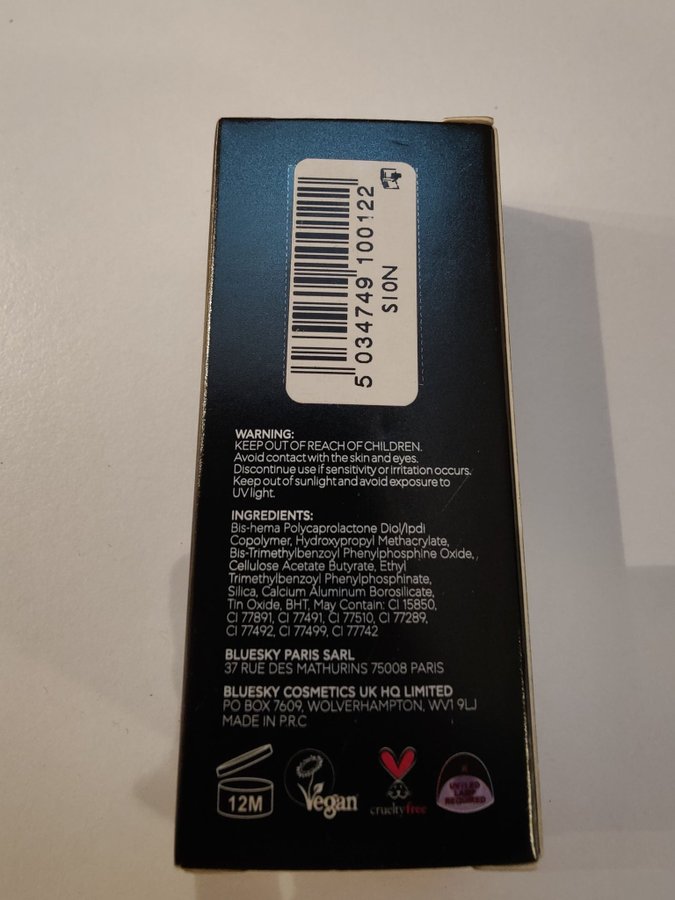 5 034749 100122
SION
WARNING:
KEEP OUT OF REACH OF CHILDREN.
Avoid contact with the skin and eyes.
Discontinue use if sensitivity or irritation occurs.
Keep out of sunlight and avoid exposure to
UV light.
INGREDIENTS:
Bis-hema Polycaprolactone Diol/Ipdi
Copolymer, Hydroxypropyl Methacrylate,
Bis-Trimethylbenzoyl Phenylphosphine Oxide,
Cellulose Acetate Butyrate, Ethyl
Trimethylbenzoyl Phenylphosphinate,
Silica, Calcium Aluminum Borosilicate,
Tin Oxide, BHT, May Contain: CI 15850,
CI 77891, CI 77491, CI 77510, CI 77289,
CI 77492, CI 77499, CI 77742
BLUESKY PARIS SARL
37 RUE DES MATHURINS 75008 PARIS
BLUESKY COSMETICS UK HQ LIMITED
PO BOX 7609, WOLVERHAMPTON, WV1 9LJ
MADE IN P.R.C
12M
Vegan
crueltyfree
UV/LED
LAMP
REQUIRED